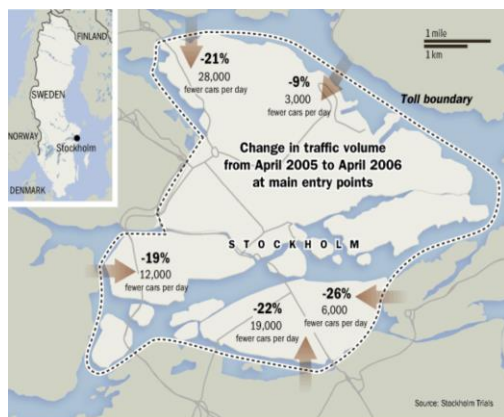 FINLAND
SWEDEN
NORWAY
Stockholm
DENMARK
1 mile
1 km
Toll boundary
-21%
28,000
fewer cars per day
-9%
3,000
fewer cars per day
Change in traffic volume
from April 2005 to April 2006
at main entry points
STOCKHOLM
-19%
12,000
fewer cars per day
-22%
19,000
fewer cars per day
-26%
6,000
fewer cars per day
Source: Stockholm Trials